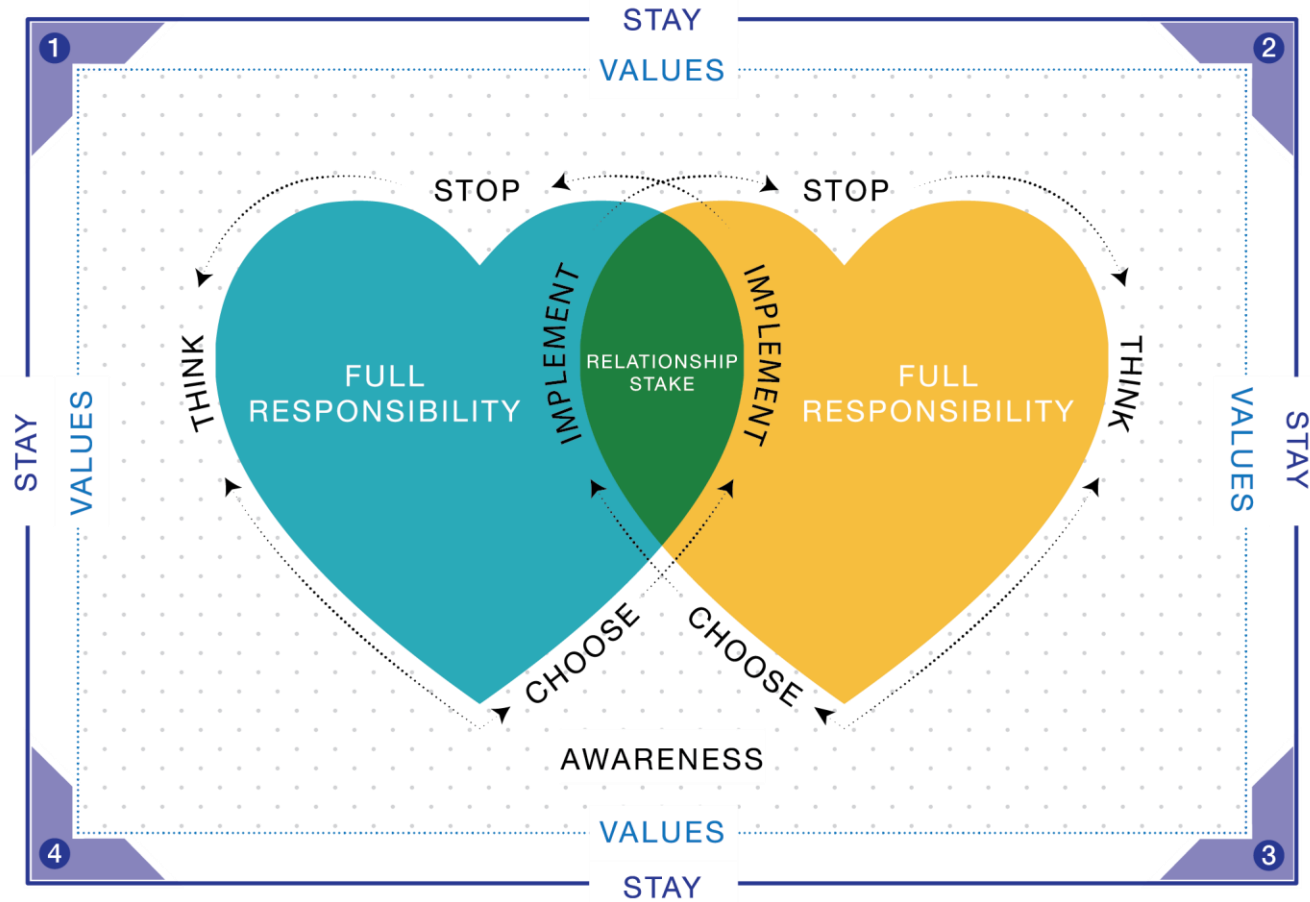 STAY
1
2
VALUES
STOP
STOP
THINK
IMPLEMENT
IMPLEMENT
THINK
RELATIONSHIP
STAKE
FULL
RESPONSIBILITY
FULL
RESPONSIBILITY
STAY
VALUES
VALUES
STAY
CHOOSE
CHOOSE
AWARENESS
VALUES
4
3
STAY